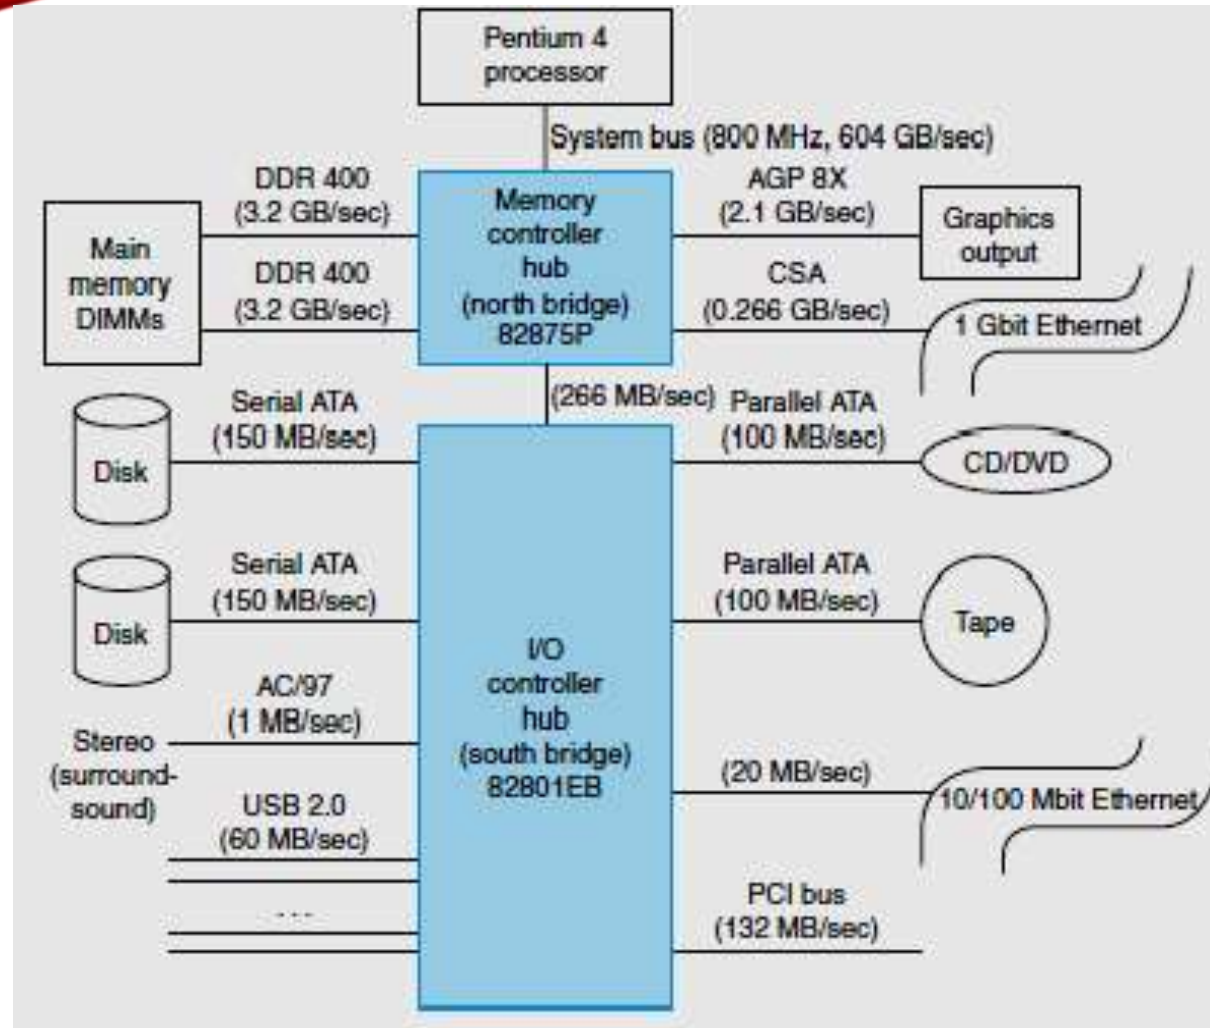 Pentium 4
processor
System bus (800 MHz, 604 GB/sec)
DDR 400
(3.2 GB/sec)
Memory
controller
hub
(north bridge)
82875P
AGP 8X
(2.1 GB/sec)
Graphics
output
Main
memory
DIMMs
DDR 400
(3.2 GB/sec)
CSA
(0.266 GB/sec)
1 Gbit Ethernet
(266 MB/sec)
Serial ATA
(150 MB/sec)
Disk
Parallel ATA
(100 MB/sec)
CD/DVD
Serial ATA
(150 MB/sec)
Disk
Parallel ATA
(100 MB/sec)
Tape
I/O
controller
hub
(south bridge)
82801EB
AC/97
(1 MB/sec)
Stereo
(surround-
sound)
(20 MB/sec)
10/100 Mbit Ethernet
USB 2.0
(60 MB/sec)
. . .
PCI bus
(132 MB/sec)